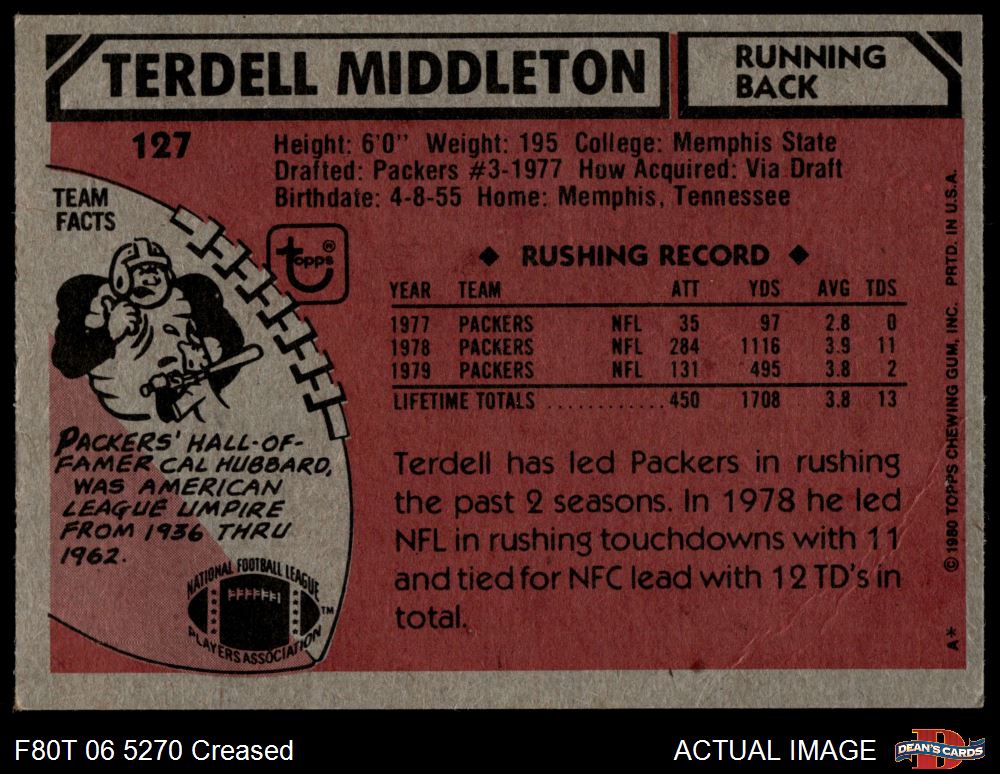 TERDELL MIDDLETON
RUNNING
BACK
127
Height: 6'0" Weight: 195 College: Memphis State
Drafted: Packers #3-1977 How Acquired: Via Draft
Birthdate: 4-8-55 Home: Memphis, Tennessee
TEAM
FACTS
topps®
◆ RUSHING RECORD ◆
YEAR TEAM ATT YDS AVG TDS
1977 PACKERS NFL 35 97 2.8 0
1978 PACKERS NFL 284 1116 3.9 11
1979 PACKERS NFL 131 495 3.8 2
LIFETIME TOTALS ............450 1708 3.8 13
PACKERS' HALL-OF-
FAMER CAL HUBBARD,
WAS AMERICAN
LEAGUE UMPIRE
FROM 1936 THRU
1962.
Terdell has led Packers in rushing
the past 2 seasons. In 1978 he led
NFL in rushing touchdowns with 11
and tied for NFC lead with 12 TD's in
total.
NATIONAL FOOTBALL LEAGUE
PLAYERS ASSOCIATION
TM
© 1980 TOPPS CHEWING GUM, INC. PRTD. IN U.S.A.
A*
F80T 06 5270 Creased
ACTUAL IMAGE
D
DEAN'S CARDS